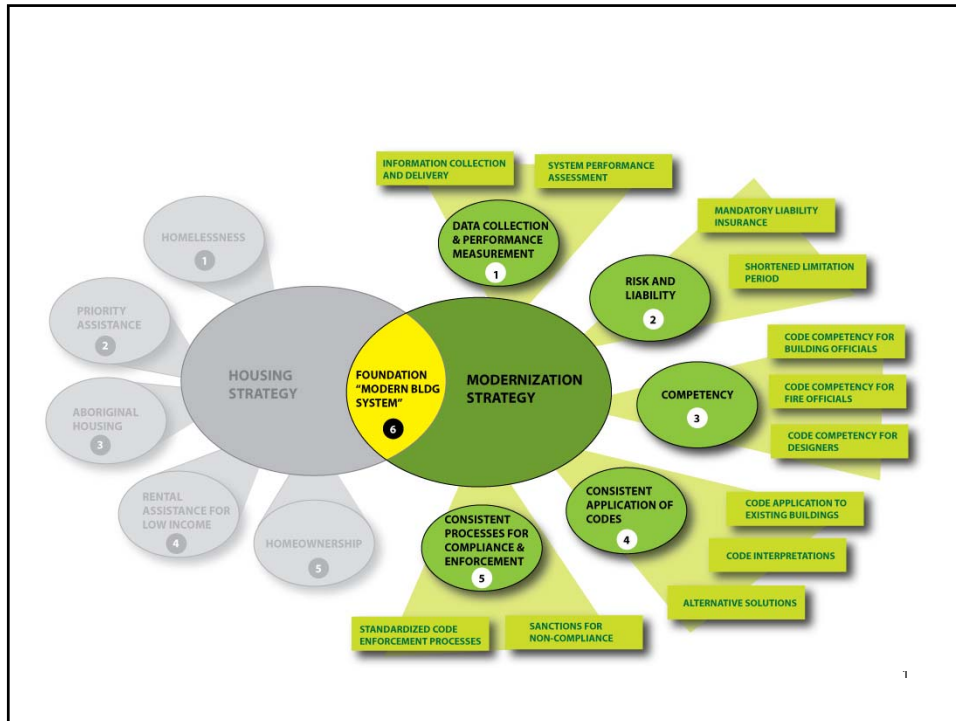 INFORMATION COLLECTION
AND DELIVERY
SYSTEM PERFORMANCE
ASSESSMENT
DATA COLLECTION
& PERFORMANCE
MEASUREMENT
1
MANDATORY LIABILITY
INSURANCE
SHORTENED LIMITATION
PERIOD
RISK AND
LIABILITY
2
HOMELESSNESS
1
PRIORITY
ASSISTANCE
2
ABORIGINAL
HOUSING
3
RENTAL
ASSISTANCE FOR
LOW INCOME
4
HOMEOWNERSHIP
5
HOUSING
STRATEGY
FOUNDATION
“MODERN BLDG
SYSTEM”
6
MODERNIZATION
STRATEGY
COMPETENCY
3
CODE COMPETENCY FOR
BUILDING OFFICIALS
CODE COMPETENCY FOR
FIRE OFFICIALS
CODE COMPETENCY FOR
DESIGNERS
CONSISTENT
APPLICATION OF
CODES
4
CODE APPLICATION TO
EXISTING BUILDINGS
CODE INTERPRETATIONS
ALTERNATIVE SOLUTIONS
CONSISTENT
PROCESSES FOR
COMPLIANCE &
ENFORCEMENT
5
STANDARDIZED CODE
ENFORCEMENT PROCESSES
SANCTIONS FOR
NON-COMPLIANCE
1